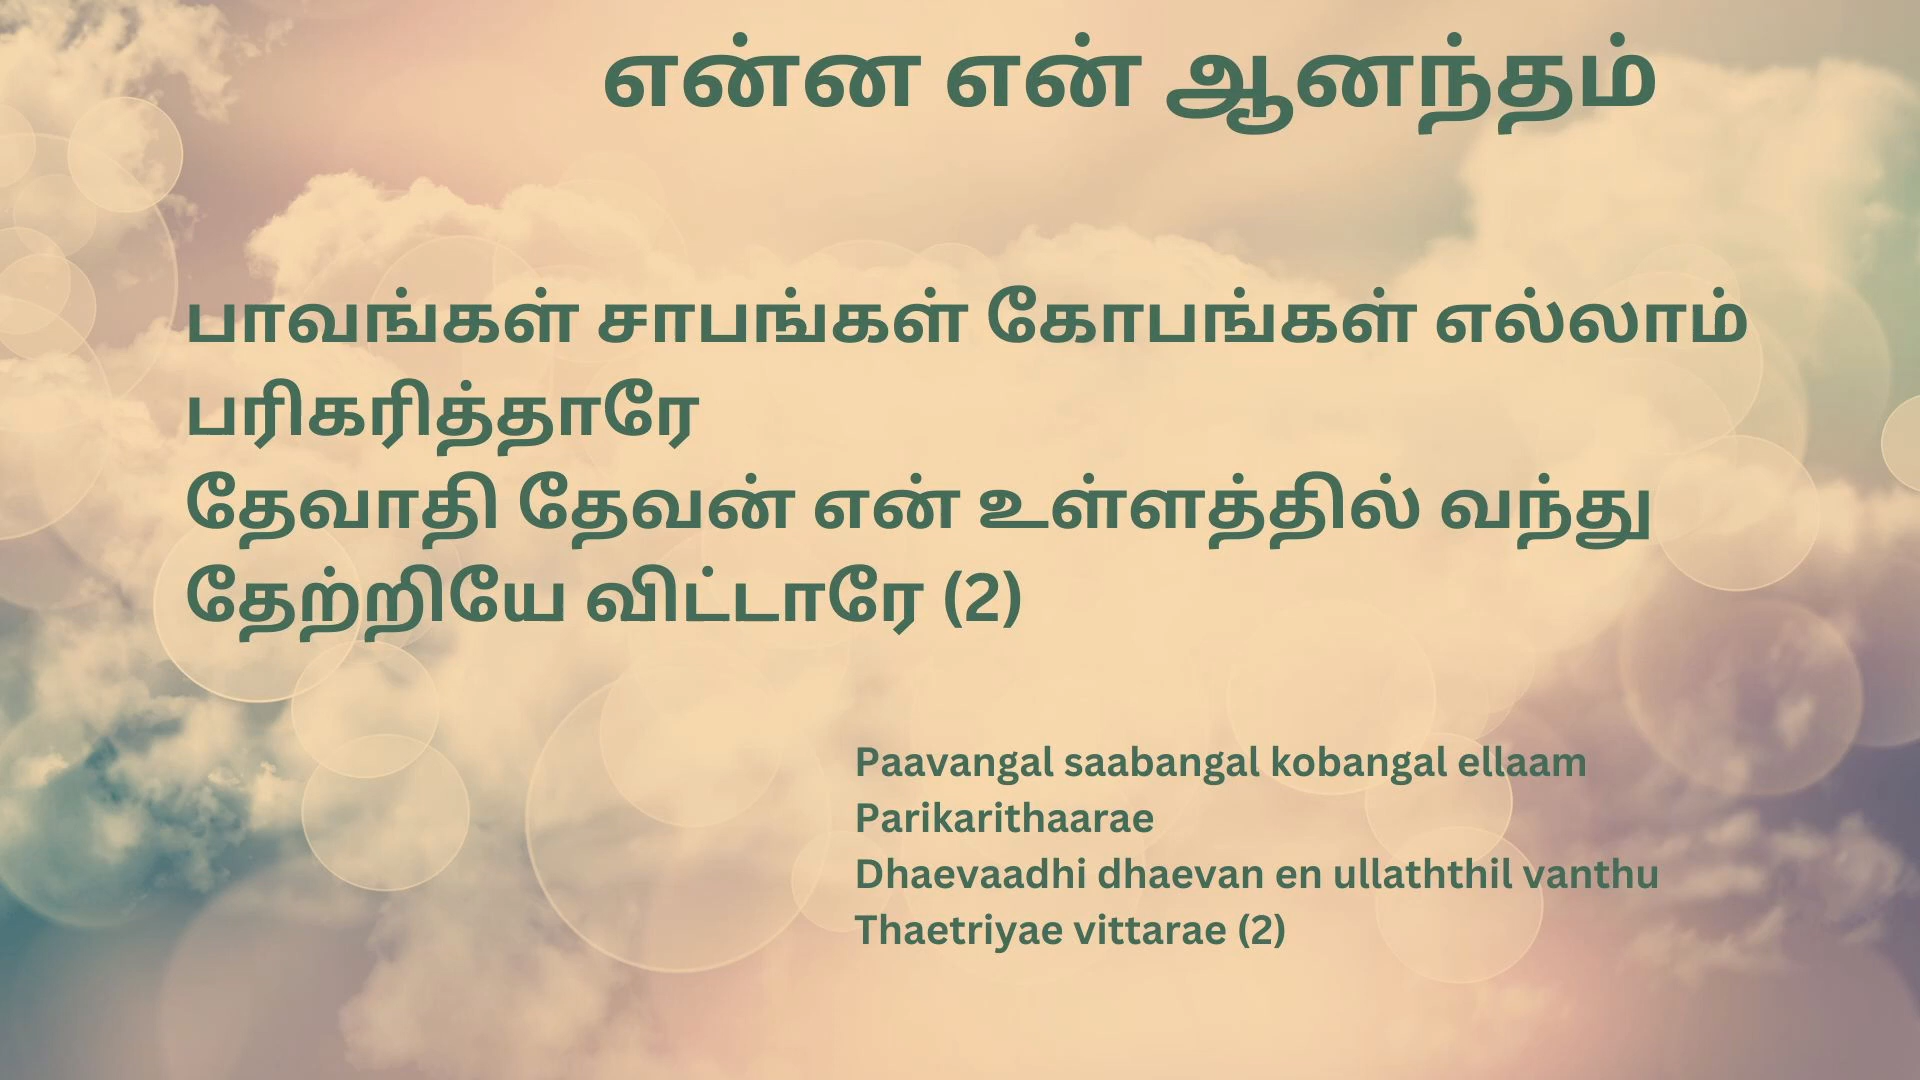 என்ன என் ஆனந்தம்
பாவங்கள் சாபங்கள் கோபங்கள் எல்லாம்
பரிகரித்தாரே
தேவாதி தேவன் என் உள்ளத்தில் வந்து
தேற்றியே விட்டாரே (2)
Paavangal saabangal kobangal ellaam
Parikarithaarae
Dhaevaadhi dhaevan en ullaththil vanthu
Thaetriyae vittarae (2)